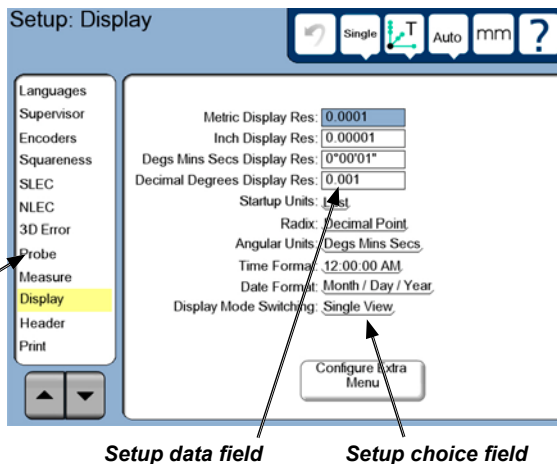 Setup: Display
Single T Auto mm ?
Languages
Supervisor
Encoders
Squareness
SLEC
NLEC
3D Error
Probe
Measure
Display
Header
Print
Metric Display Res: 0.0001
Inch Display Res: 0.00001
Degs Mins Secs Display Res: 0°00'01"
Decimal Degrees Display Res: 0.001
Startup Units: Last
Radix: Decimal Point
Angular Units: Degs Mins Secs
Time Format: 12:00:00 AM
Date Format: Month / Day / Year
Display Mode Switching: Single View
Configure Extra
Menu
Setup data field Setup choice field